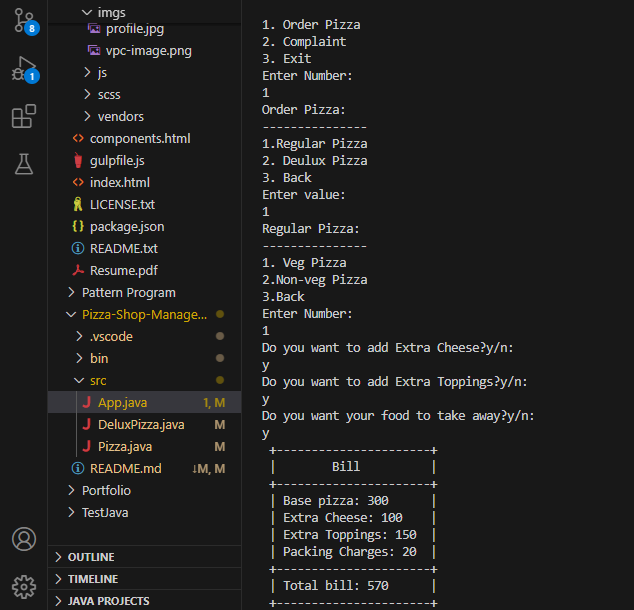 imgs
profile.jpg
vpc-image.png
js
scss
vendors
components.html
gulpfile.js
index.html
LICENSE.txt
package.json
README.txt
Resume.pdf
Pattern Program
Pizza-Shop-Manage...
.vscode
bin
src
App.java 1, M
DeluxPizza.java M
Pizza.java M
README.md ↓M, M
Portfolio
TestJava
OUTLINE
TIMELINE
JAVA PROJECTS
8
1
1. Order Pizza
2. Complaint
3. Exit
Enter Number:
1
Order Pizza:
---------------
1.Regular Pizza
2. Deulux Pizza
3. Back
Enter value:
1
Regular Pizza:
---------------
1. Veg Pizza
2.Non-veg Pizza
3.Back
Enter Number:
1
Do you want to add Extra Cheese?y/n:
y
Do you want to add Extra Toppings?y/n:
y
Do you want your food to take away?y/n:
y
+----------------------+
| Bill |
+----------------------+
| Base pizza: 300 |
| Extra Cheese: 100 |
| Extra Toppings: 150 |
| Packing Charges: 20 |
+----------------------+
| Total bill: 570 |
+----------------------+